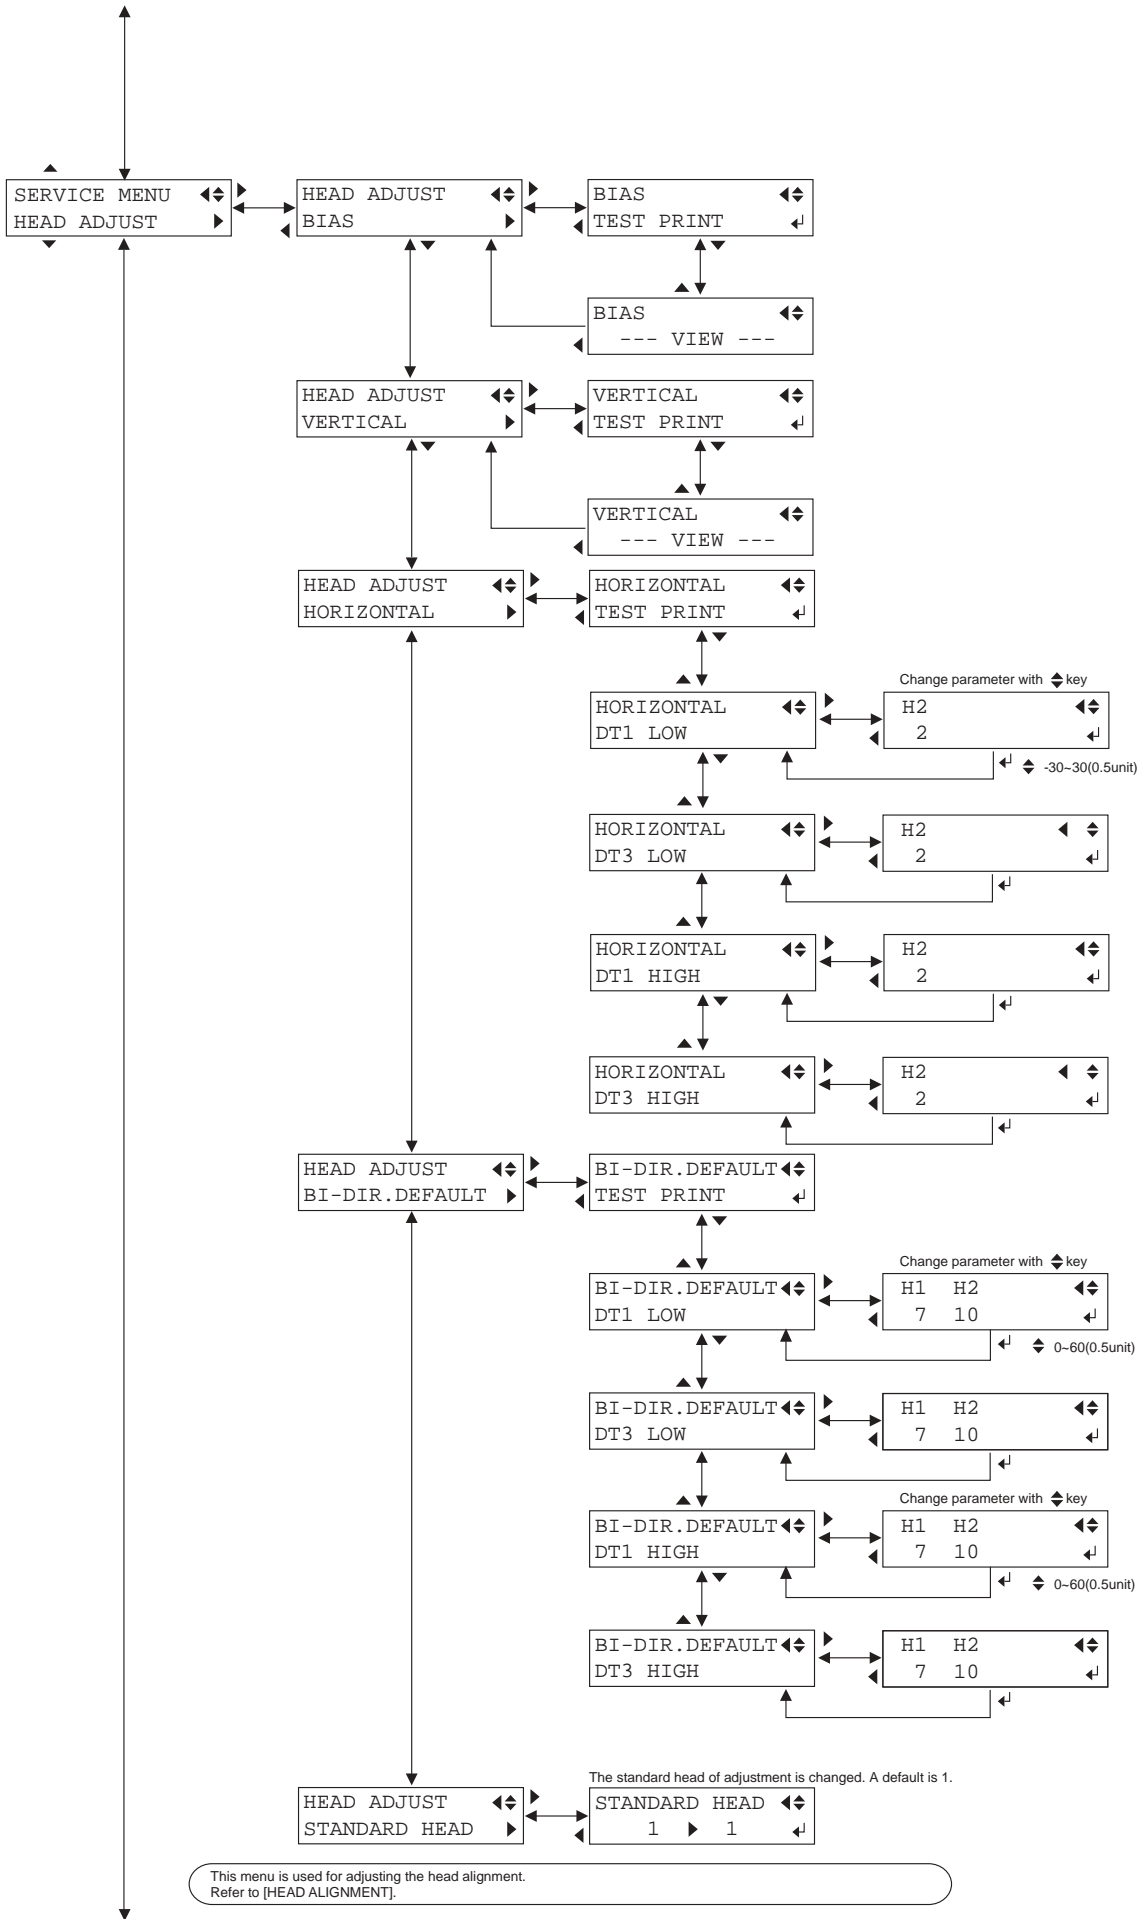 SERVICE MENU
HEAD ADJUST
HEAD ADJUST
BIAS
BIAS
TEST PRINT
BIAS
--- VIEW ---
HEAD ADJUST
VERTICAL
VERTICAL
TEST PRINT
VERTICAL
--- VIEW ---
HEAD ADJUST
HORIZONTAL
HORIZONTAL
TEST PRINT
Change parameter with key
HORIZONTAL
DT1 LOW
H2
2
-30~30(0.5unit)
HORIZONTAL
DT3 LOW
H2
2
HORIZONTAL
DT1 HIGH
H2
2
HORIZONTAL
DT3 HIGH
H2
2
HEAD ADJUST
BI-DIR.DEFAULT
BI-DIR.DEFAULT
TEST PRINT
Change parameter with key
BI-DIR.DEFAULT
DT1 LOW
H1 H2
7 10
0~60(0.5unit)
BI-DIR.DEFAULT
DT3 LOW
H1 H2
7 10
Change parameter with key
BI-DIR.DEFAULT
DT1 HIGH
H1 H2
7 10
0~60(0.5unit)
BI-DIR.DEFAULT
DT3 HIGH
H1 H2
7 10
The standard head of adjustment is changed. A default is 1.
HEAD ADJUST
STANDARD HEAD
STANDARD HEAD
1 ▶ 1
This menu is used for adjusting the head alignment.
Refer to [HEAD ALIGNMENT].